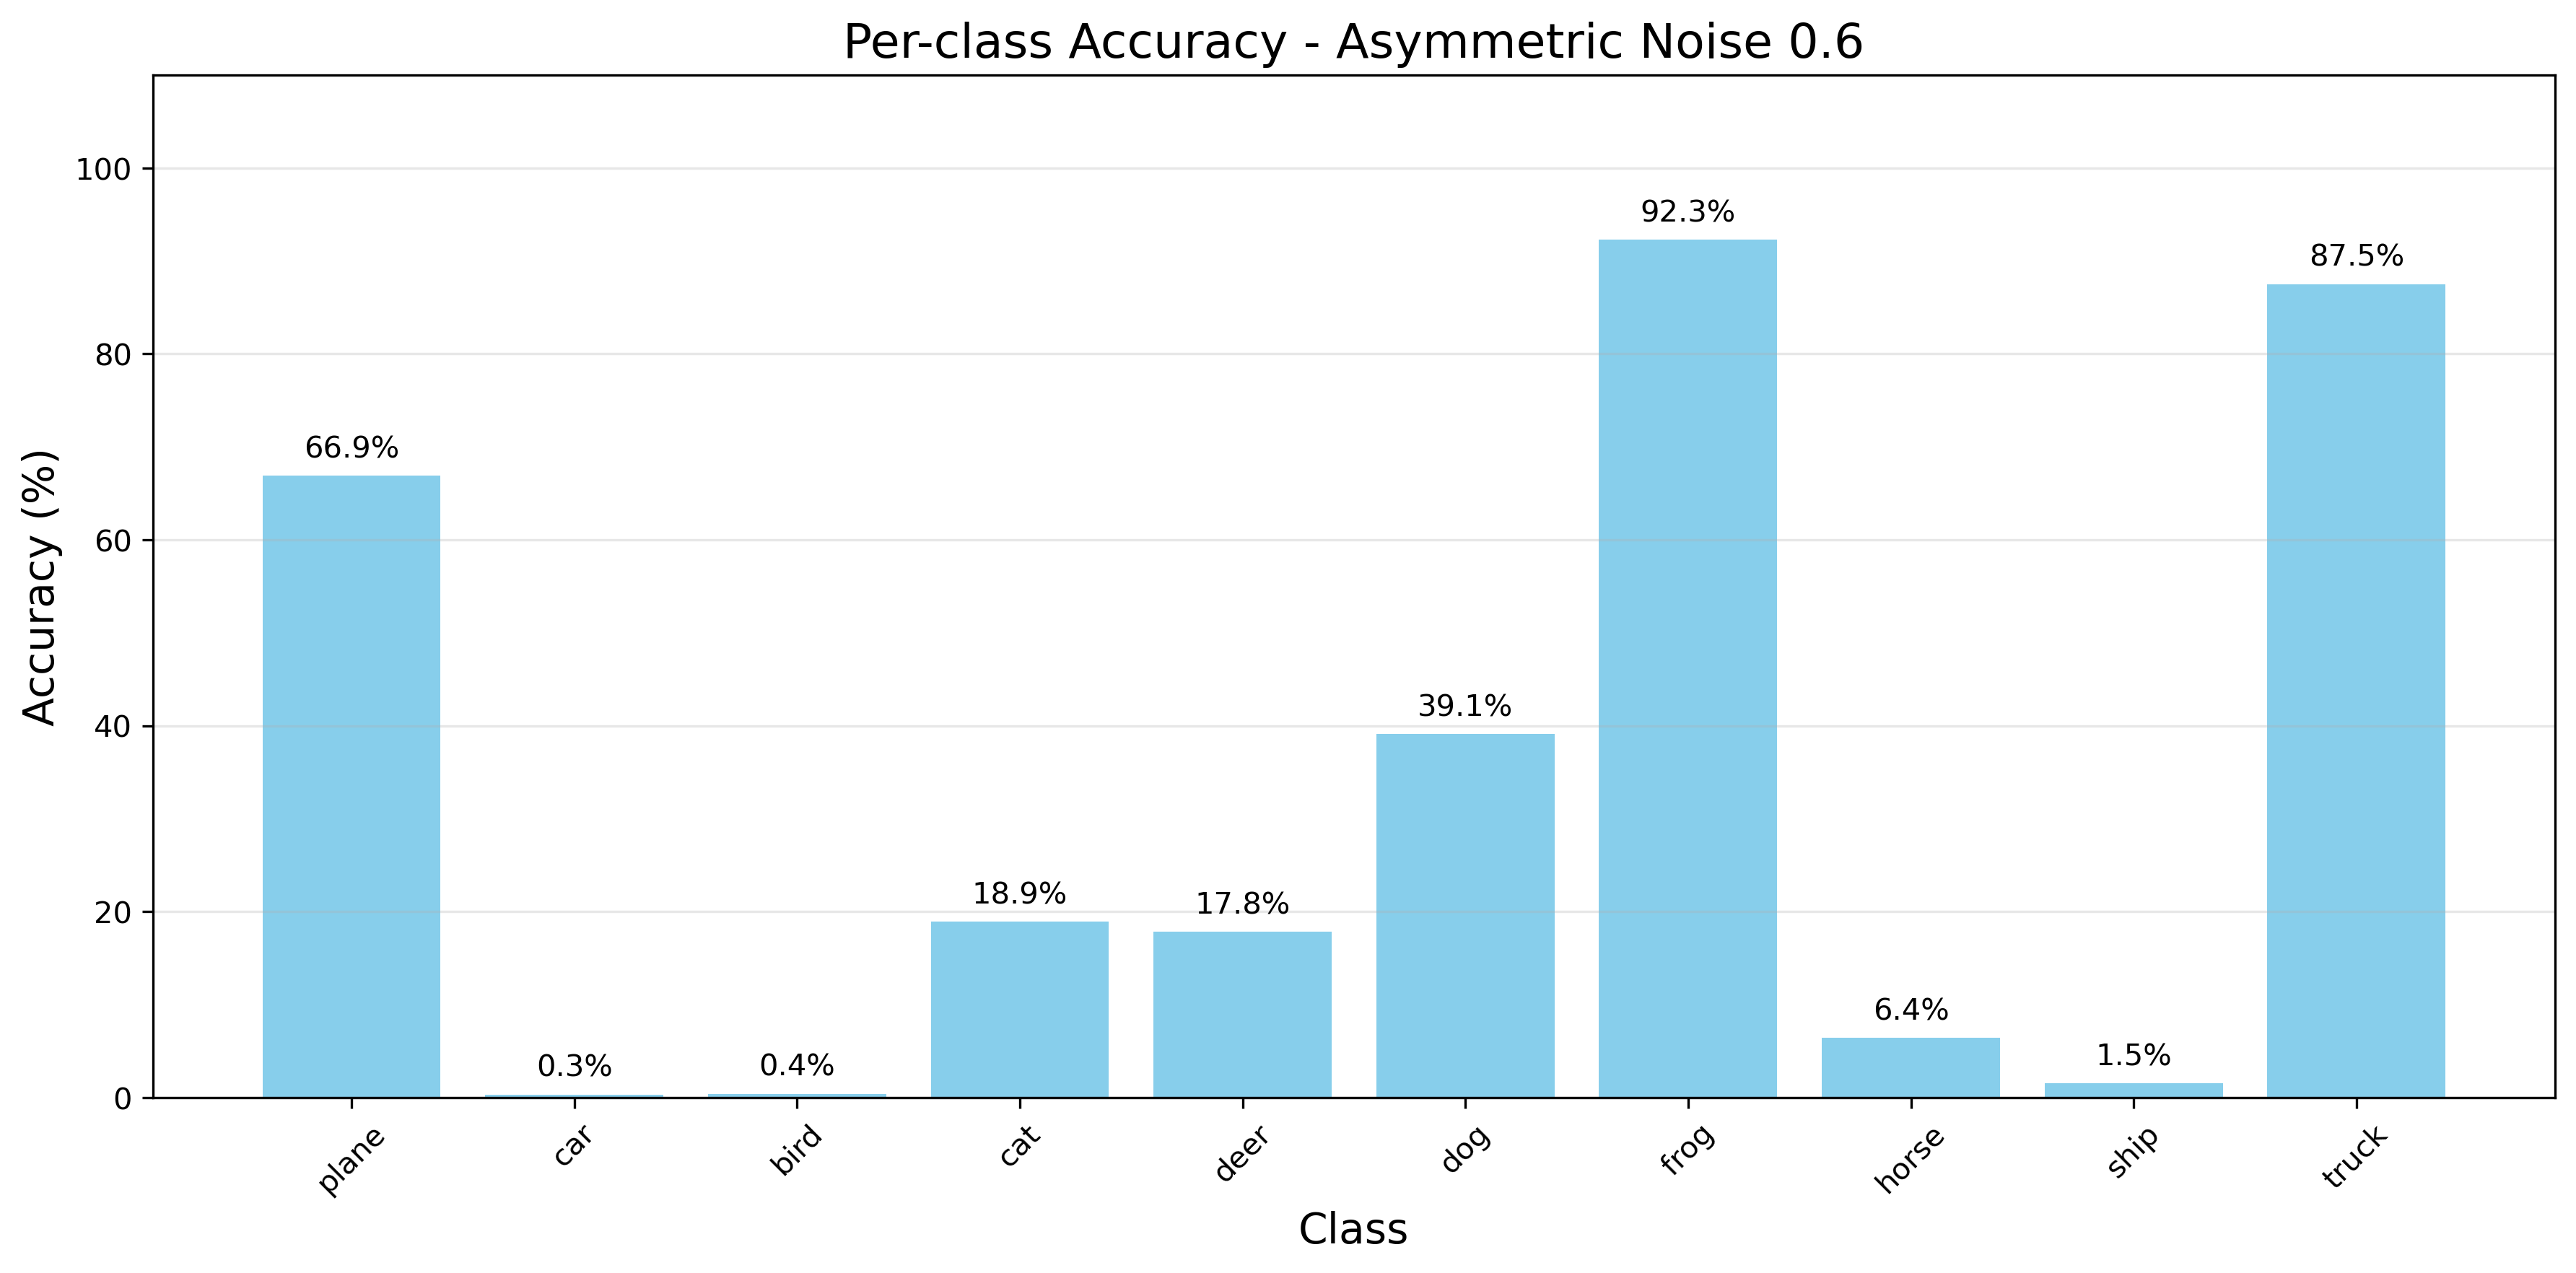 Per-class Accuracy - Asymmetric Noise 0.6
Accuracy (%)
100
80
60
40
20
0
66.9%
0.3%
0.4%
18.9%
17.8%
39.1%
92.3%
6.4%
1.5%
87.5%
plane
car
bird
cat
deer
dog
frog
horse
ship
truck
Class